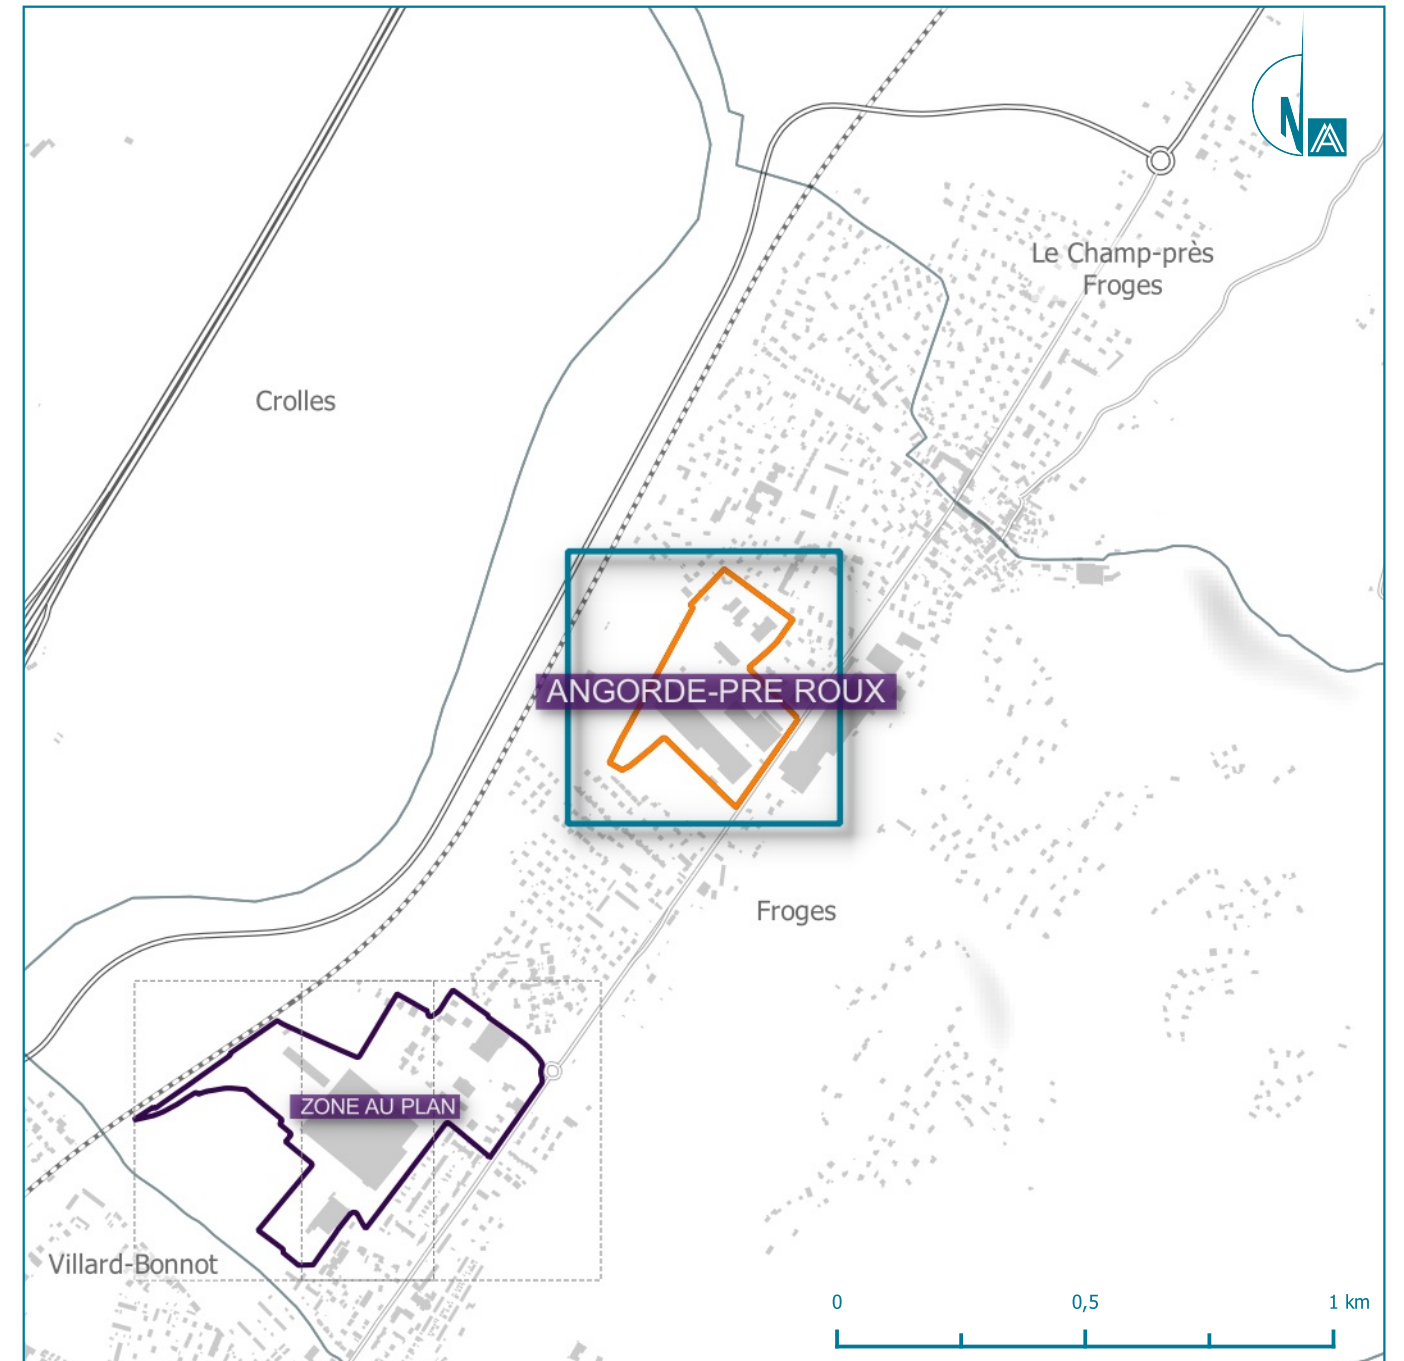 N
Le Champ-près
Froges
Crolles
ANGORDE-PRE ROUX
Froges
ZONE AU PLAN
Villard-Bonnot
0 0,5 1 km